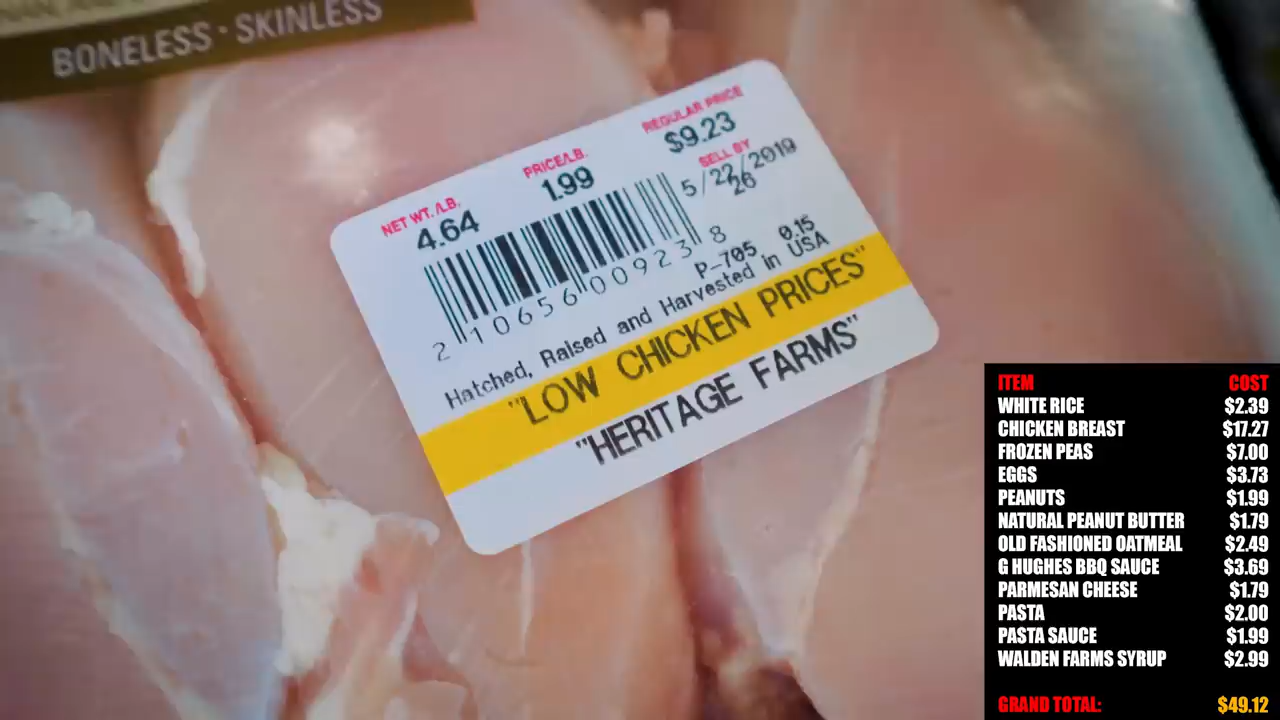 BONELESS · SKINLESS
REGULAR PRICE
$9.23
PRICE/LB.
1.99
NET WT./LB.
4.64
SELL BY
5/22/2019
26
2 10656 00923 8
P-705 0.15
Hatched, Raised and Harvested in USA
"LOW CHICKEN PRICES"
"HERITAGE FARMS"
ITEM COST
WHITE RICE $2.39
CHICKEN BREAST $17.27
FROZEN PEAS $7.00
EGGS $3.73
PEANUTS $1.99
NATURAL PEANUT BUTTER $1.79
OLD FASHIONED OATMEAL $2.49
G HUGHES BBQ SAUCE $3.69
PARMESAN CHEESE $1.79
PASTA $2.00
PASTA SAUCE $1.99
WALDEN FARMS SYRUP $2.99
GRAND TOTAL: $49.12